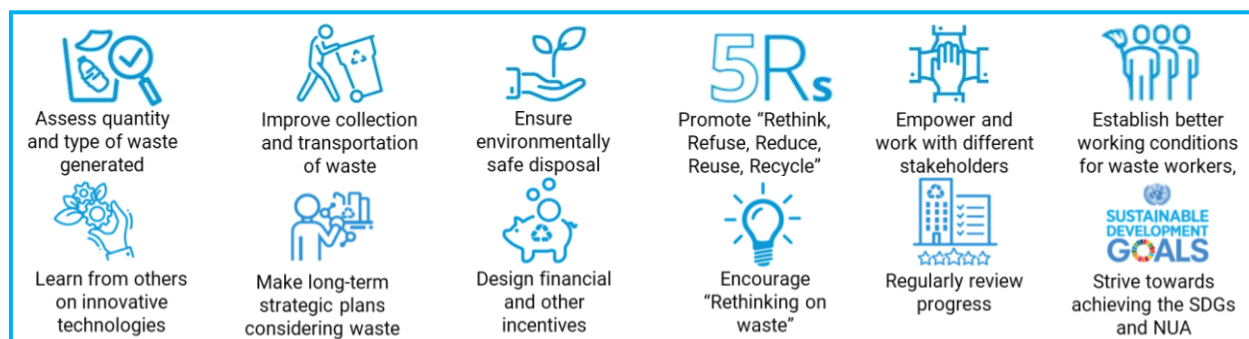 5Rs
Assess quantity
and type of waste
generated
Improve collection
and transportation
of waste
Ensure
environmentally
safe disposal
Promote “Rethink,
Refuse, Reduce,
Reuse, Recycle”
Empower and
work with different
stakeholders
Establish better
working conditions
for waste workers,
SUSTAINABLE
DEVELOPMENT
GOALS
Learn from others
on innovative
technologies
Make long-term
strategic plans
considering waste
Design financial
and other
incentives
Encourage
“Rethinking on
waste”
Regularly review
progress
Strive towards
achieving the SDGs
and NUA